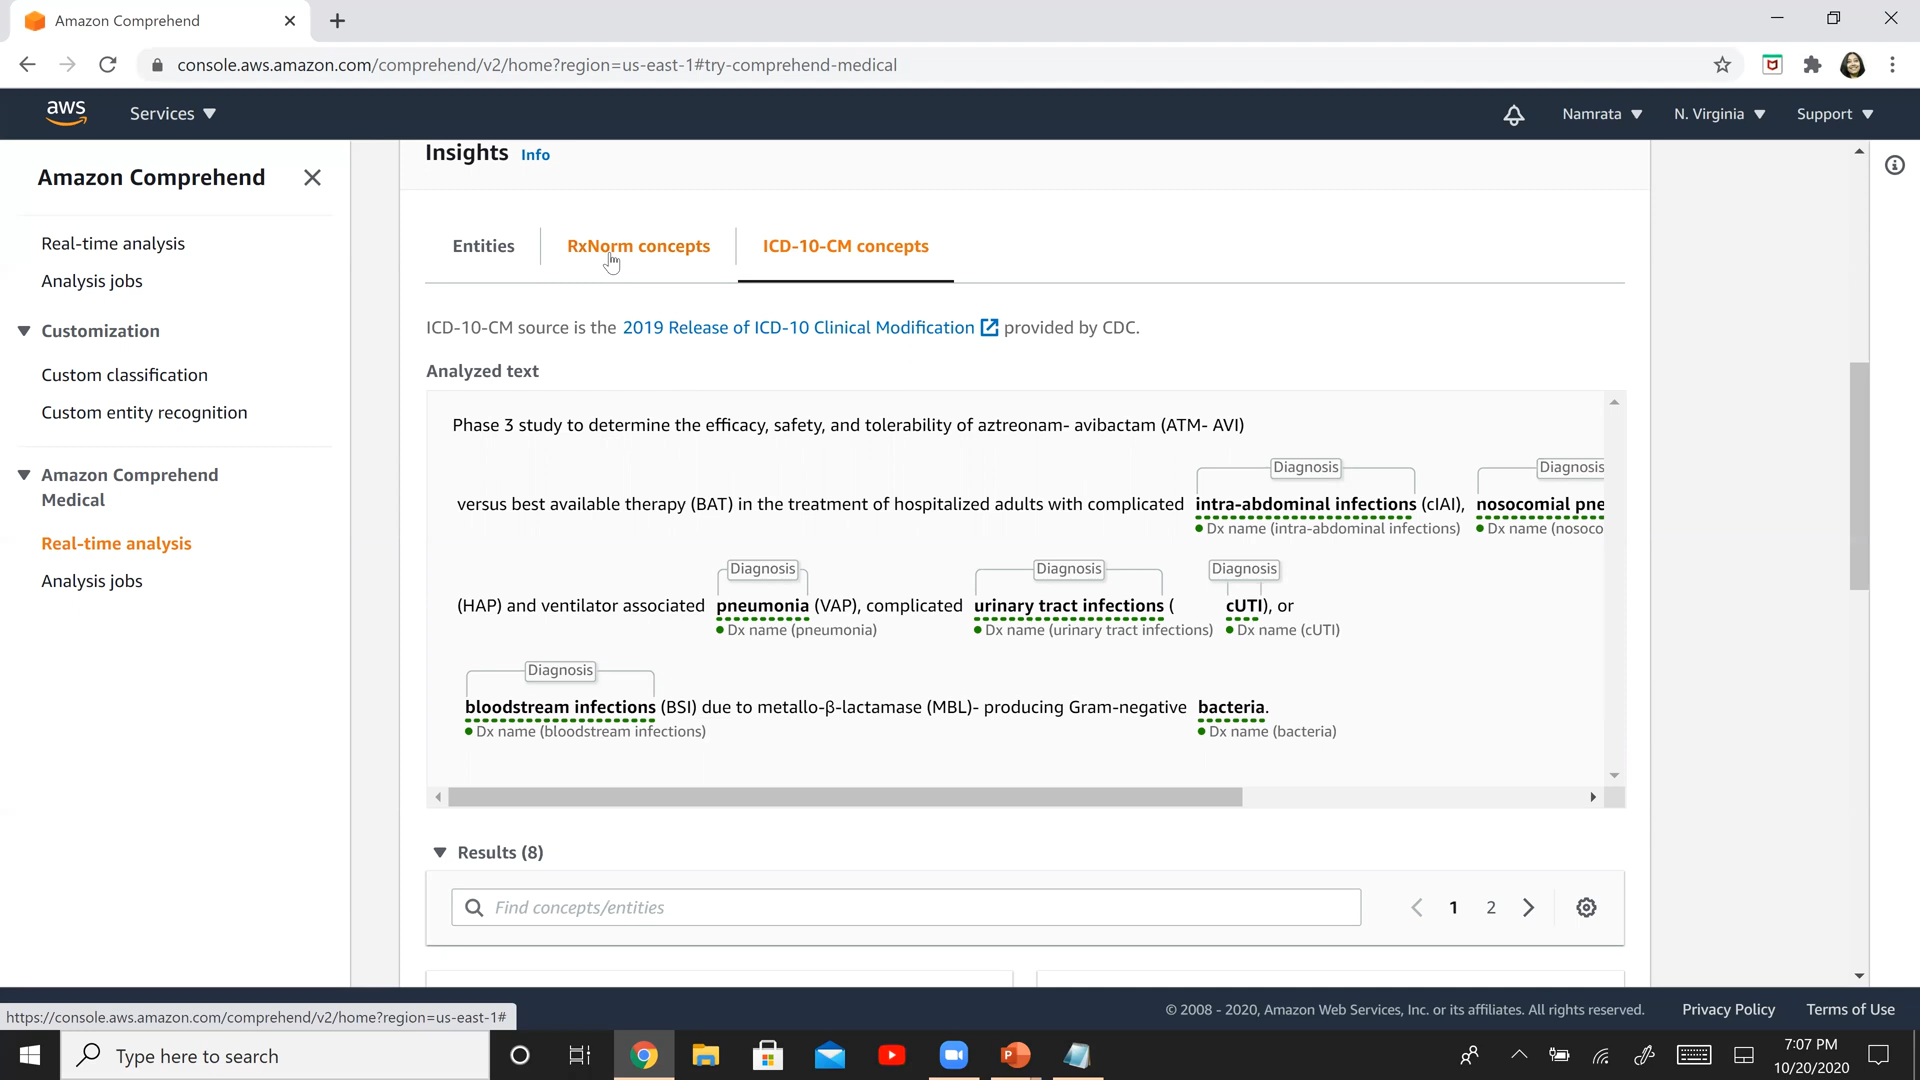 Amazon Comprehend
console.aws.amazon.com/comprehend/v2/home?region=us-east-1#try-comprehend-medical
aws
Services
Namrata
N. Virginia
Support
Amazon Comprehend
Real-time analysis
Analysis jobs
Customization
Custom classification
Custom entity recognition
Amazon Comprehend
Medical
Real-time analysis
Analysis jobs
Insights Info
Entities
RxNorm concepts
ICD-10-CM concepts
ICD-10-CM source is the 2019 Release of ICD-10 Clinical Modification provided by CDC.
Analyzed text
Phase 3 study to determine the efficacy, safety, and tolerability of aztreonam- avibactam (ATM- AVI)
Diagnosis Diagnosis
versus best available therapy (BAT) in the treatment of hospitalized adults with complicated intra-abdominal infections (cIAI), nosocomial pne
Dx name (intra-abdominal infections) Dx name (nosoco
Diagnosis Diagnosis Diagnosis
(HAP) and ventilator associated pneumonia (VAP), complicated urinary tract infections ( cUTI), or
Dx name (pneumonia) Dx name (urinary tract infections) Dx name (cUTI)
Diagnosis
bloodstream infections (BSI) due to metallo-β-lactamase (MBL)- producing Gram-negative bacteria.
Dx name (bloodstream infections) Dx name (bacteria)
Results (8)
Find concepts/entities
1 2
© 2008 - 2020, Amazon Web Services, Inc. or its affiliates. All rights reserved.
Privacy Policy
Terms of Use
https://console.aws.amazon.com/comprehend/v2/home?region=us-east-1#
Type here to search
7:07 PM
10/20/2020